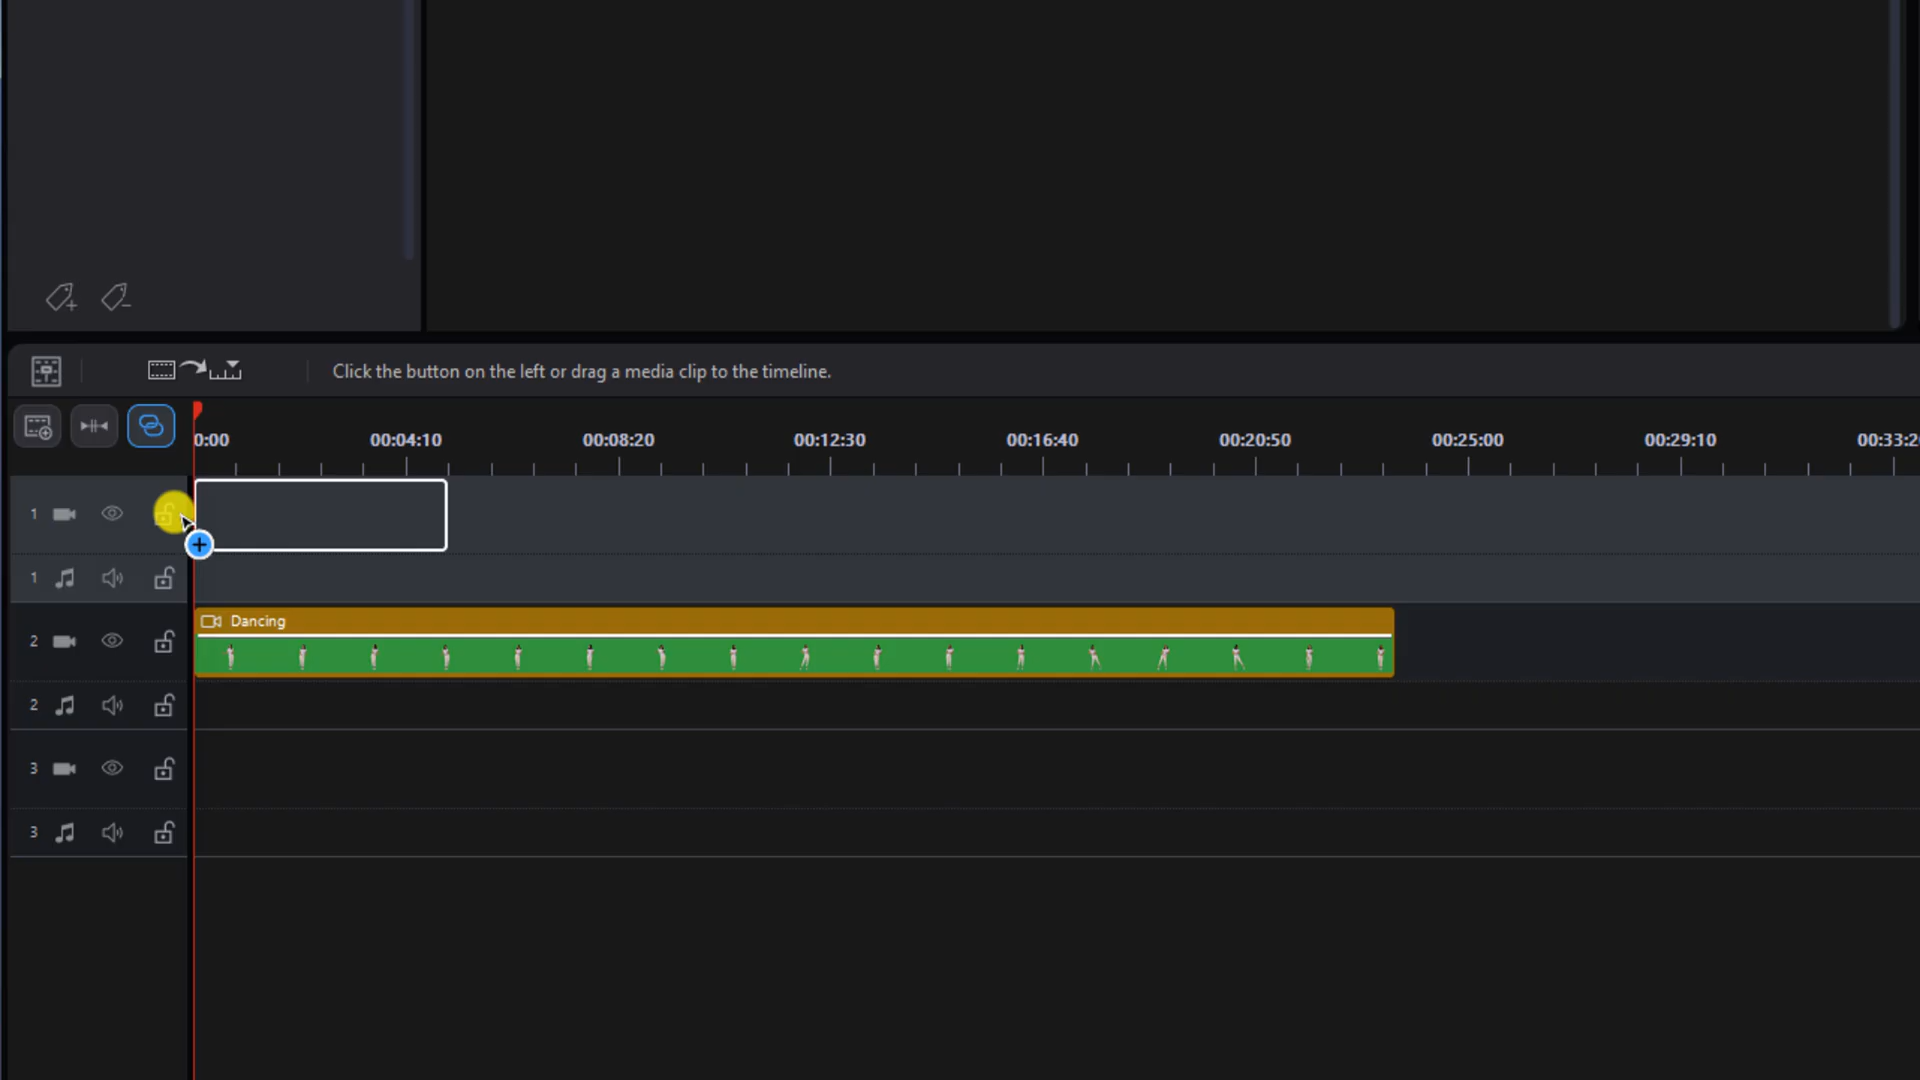 Click the button on the left or drag a media clip to the timeline.
0:00 00:04:10 00:08:20 00:12:30 00:16:40 00:20:50 00:25:00 00:29:10 00:33:2
1
1
Dancing
2
2
3
3